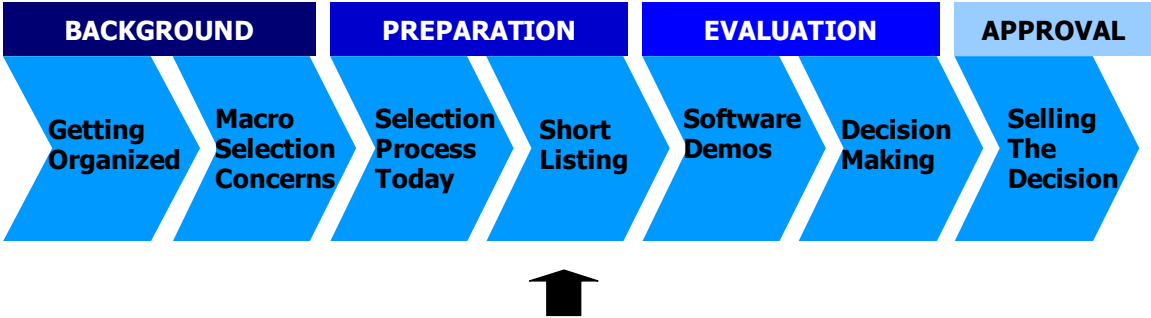 BACKGROUND
PREPARATION
EVALUATION
APPROVAL
Getting
Organized
Macro
Selection
Concerns
Selection
Process
Today
Short
Listing
Software
Demos
Decision
Making
Selling
The
Decision